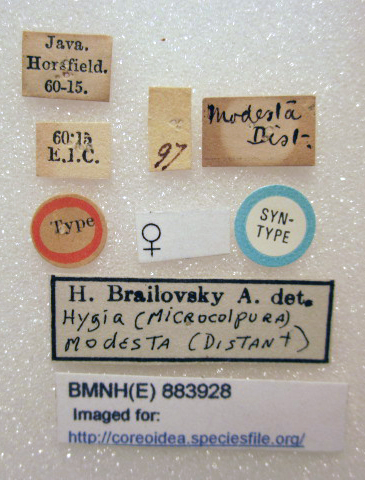 Java.
Horsfield.
60-15.
60·15
E.I.C.
97
Modesta
Dist.
Type
♀
SYN-
TYPE
H. Brailovsky A. det.
Hygia (MICROCOLPURA)
MODESTA (DISTANT)
BMNH(E) 883928
Imaged for:
http://coreoidea.speciesfile.org/